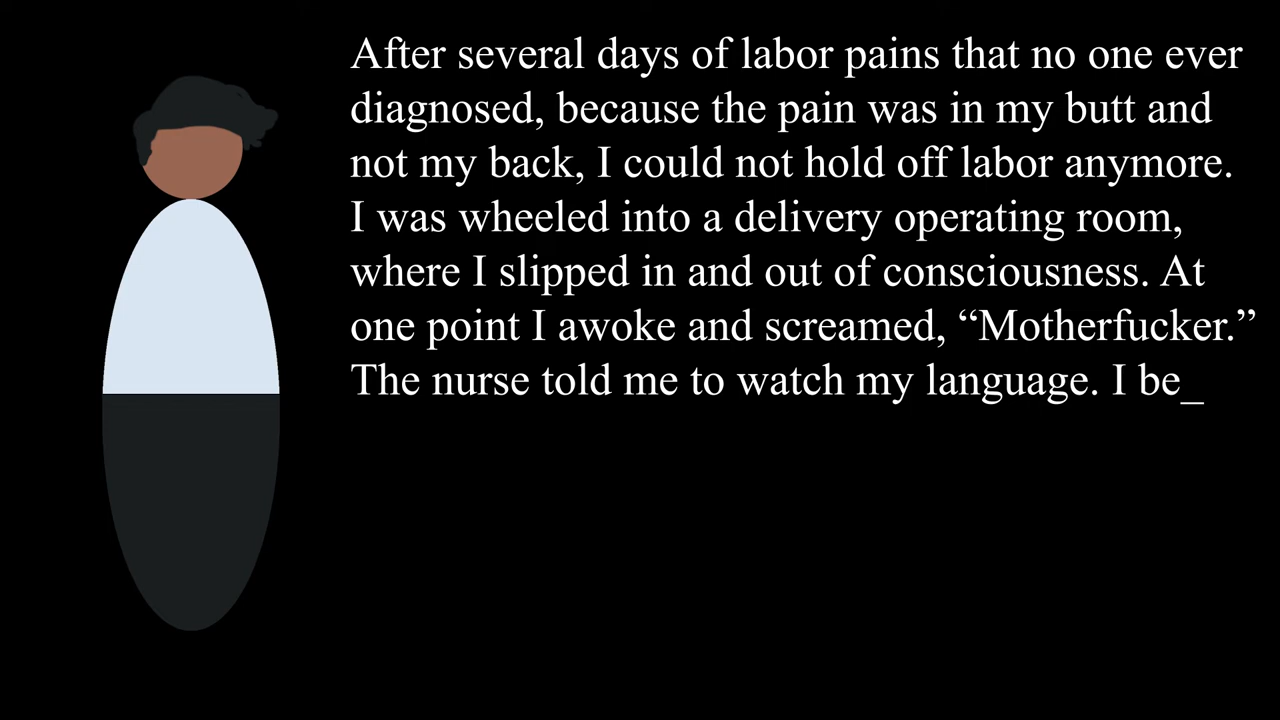 After several days of labor pains that no one ever
diagnosed, because the pain was in my butt and
not my back, I could not hold off labor anymore.
I was wheeled into a delivery operating room,
where I slipped in and out of consciousness. At
one point I awoke and screamed, “Motherfucker.”
The nurse told me to watch my language. I be_